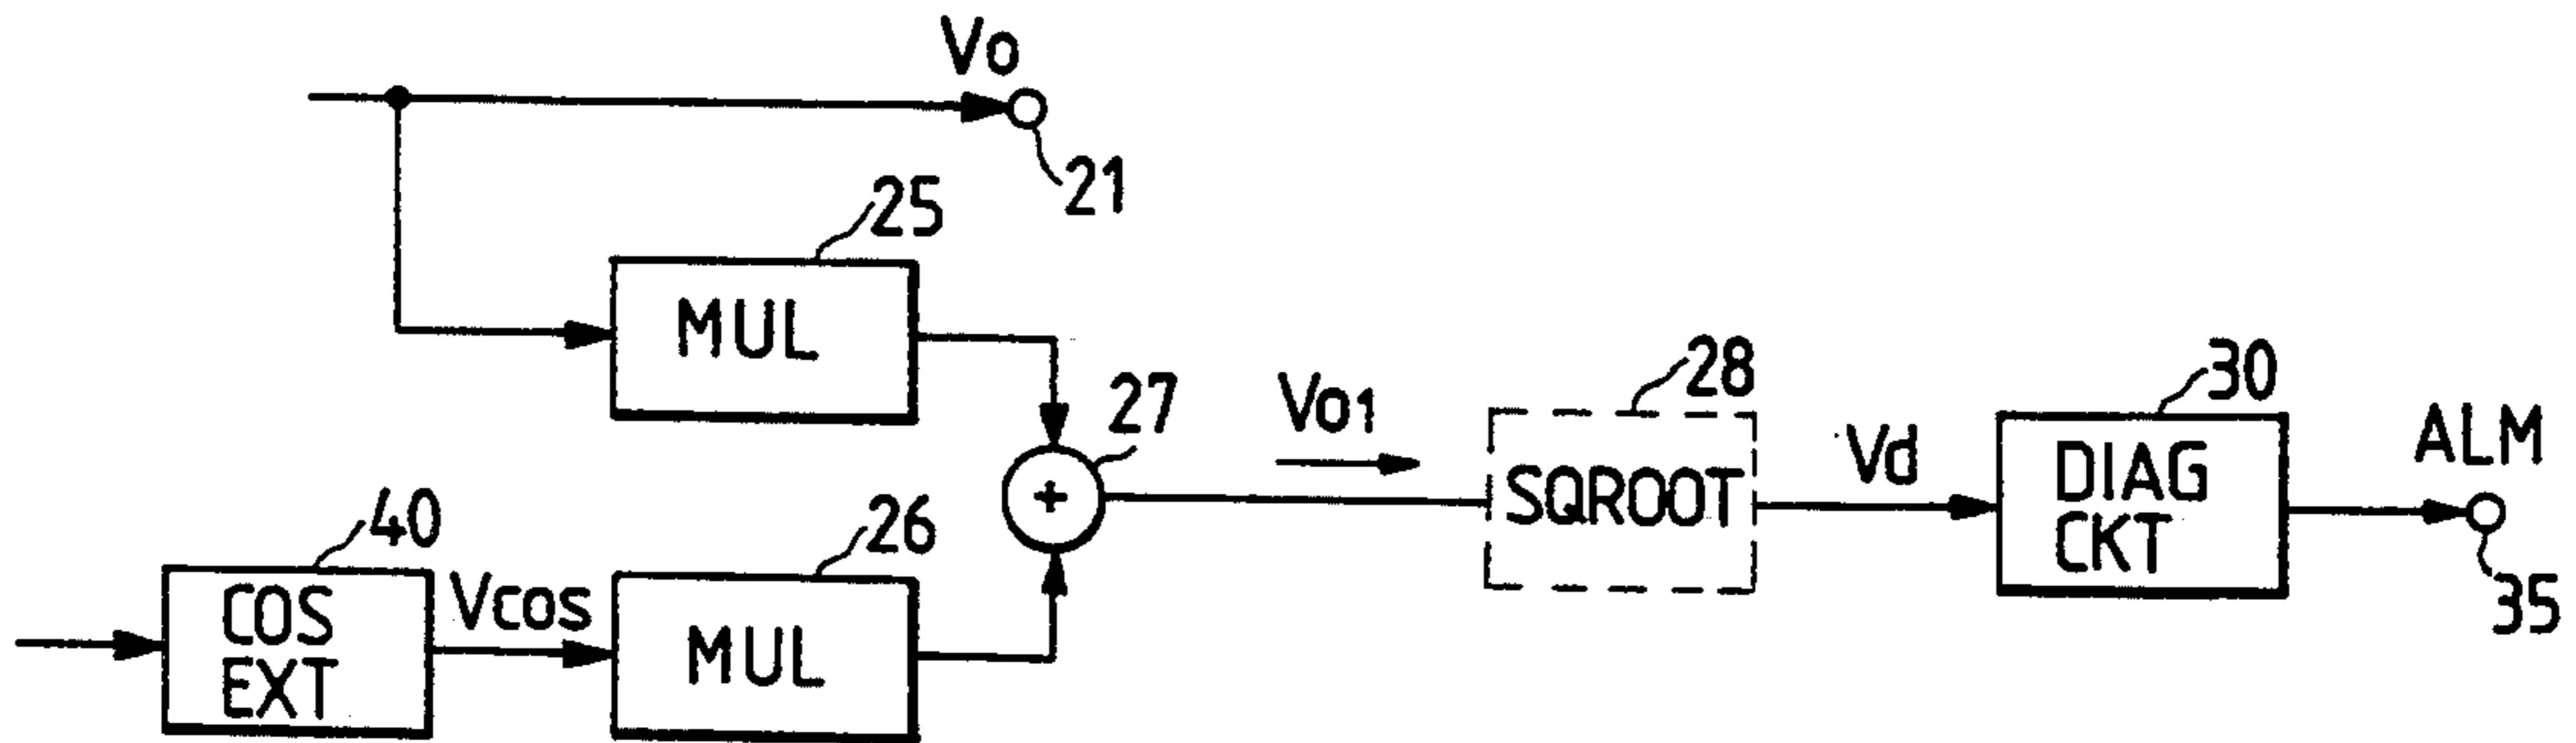 Vo
21
25
MUL
27
Vo1
28
SQROOT
Vd
30
DIAG
CKT
ALM
35
40
COS
EXT
Vcos
26
MUL
+